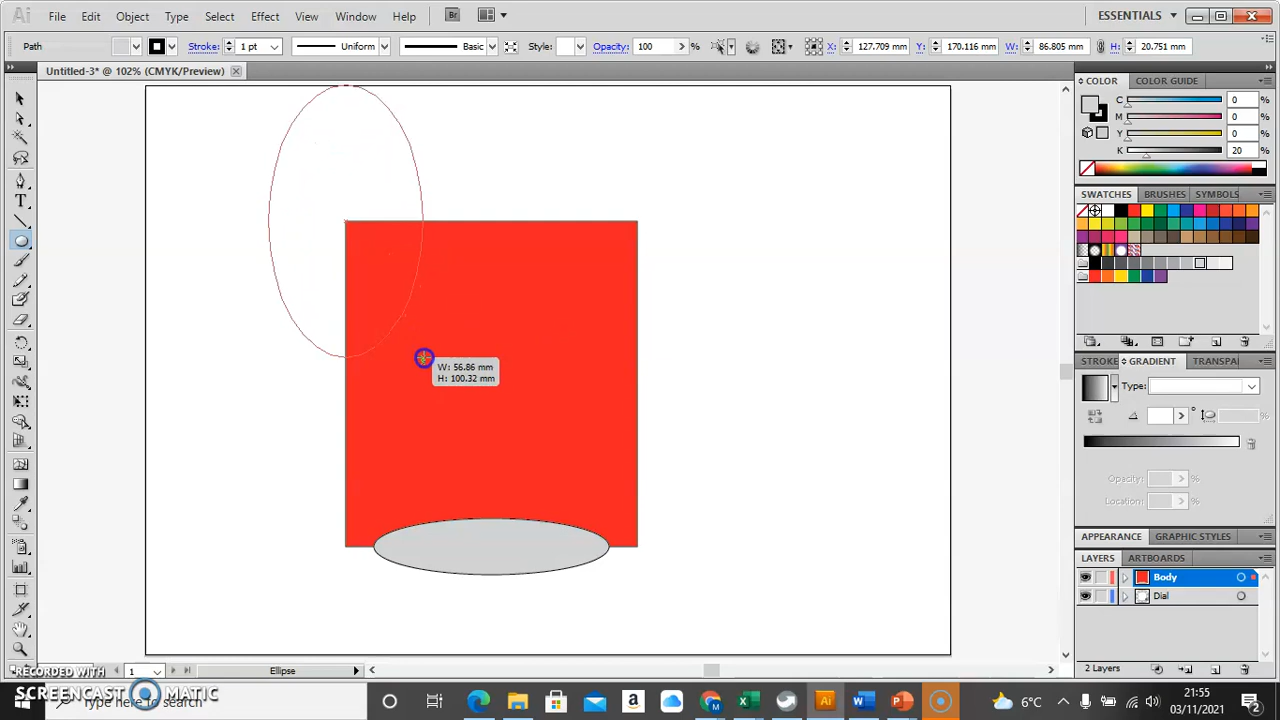 Ai File Edit Object Type Select Effect View Window Help Br ESSENTIALS
Path Stroke: 1 pt Uniform Basic Style: Opacity: 100 % X: 127.709 mm Y: 170.116 mm W: 86.805 mm H: 20.751 mm
Untitled-3* @ 102% (CMYK/Preview)
COLOR COLOR GUIDE
C 0 %
M 0 %
Y 0 %
K 20 %
SWATCHES BRUSHES SYMBOLS
STROKE GRADIENT TRANSPA
Type:
W: 56.86 mm
H: 100.32 mm
Opacity: %
Location: %
APPEARANCE GRAPHIC STYLES
LAYERS ARTBOARDS
Body
Dial
1 Ellipse 2 Layers
RECORDED WITH
SCREENCAST MATIC
Type here to search
6°C
21:55
03/11/2021
2